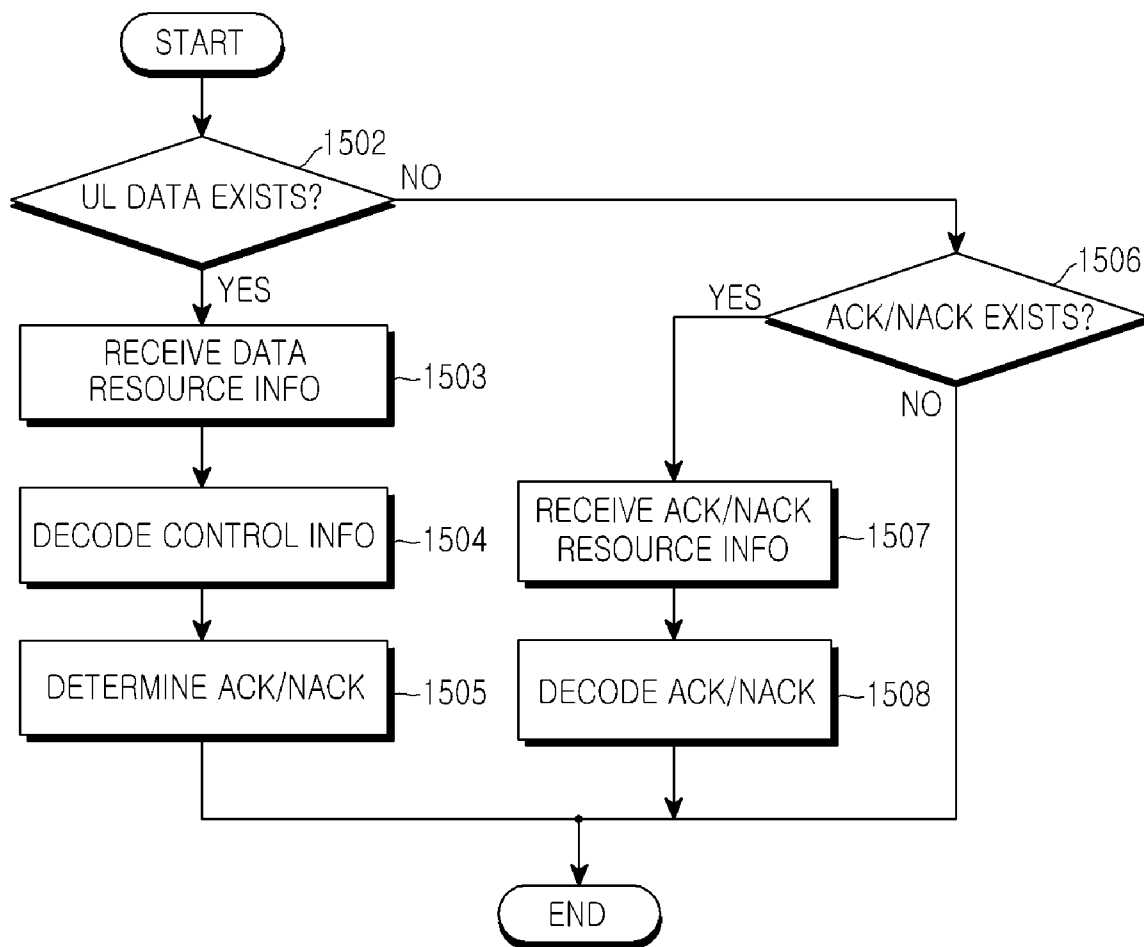 START
1502
UL DATA EXISTS?
NO
YES
1506
ACK/NACK EXISTS?
YES
NO
RECEIVE DATA
RESOURCE INFO
1503
DECODE CONTROL INFO
1504
DETERMINE ACK/NACK
1505
RECEIVE ACK/NACK
RESOURCE INFO
1507
DECODE ACK/NACK
1508
END